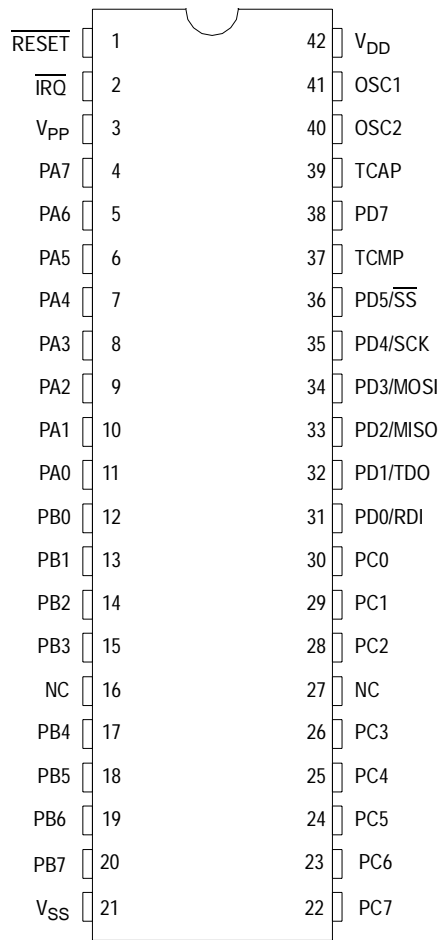 RESET 1 42 VDD
IRQ 2 41 OSC1
VPP 3 40 OSC2
PA7 4 39 TCAP
PA6 5 38 PD7
PA5 6 37 TCMP
PA4 7 36 PD5/SS
PA3 8 35 PD4/SCK
PA2 9 34 PD3/MOSI
PA1 10 33 PD2/MISO
PA0 11 32 PD1/TDO
PB0 12 31 PD0/RDI
PB1 13 30 PC0
PB2 14 29 PC1
PB3 15 28 PC2
NC 16 27 NC
PB4 17 26 PC3
PB5 18 25 PC4
PB6 19 24 PC5
PB7 20 23 PC6
VSS 21 22 PC7